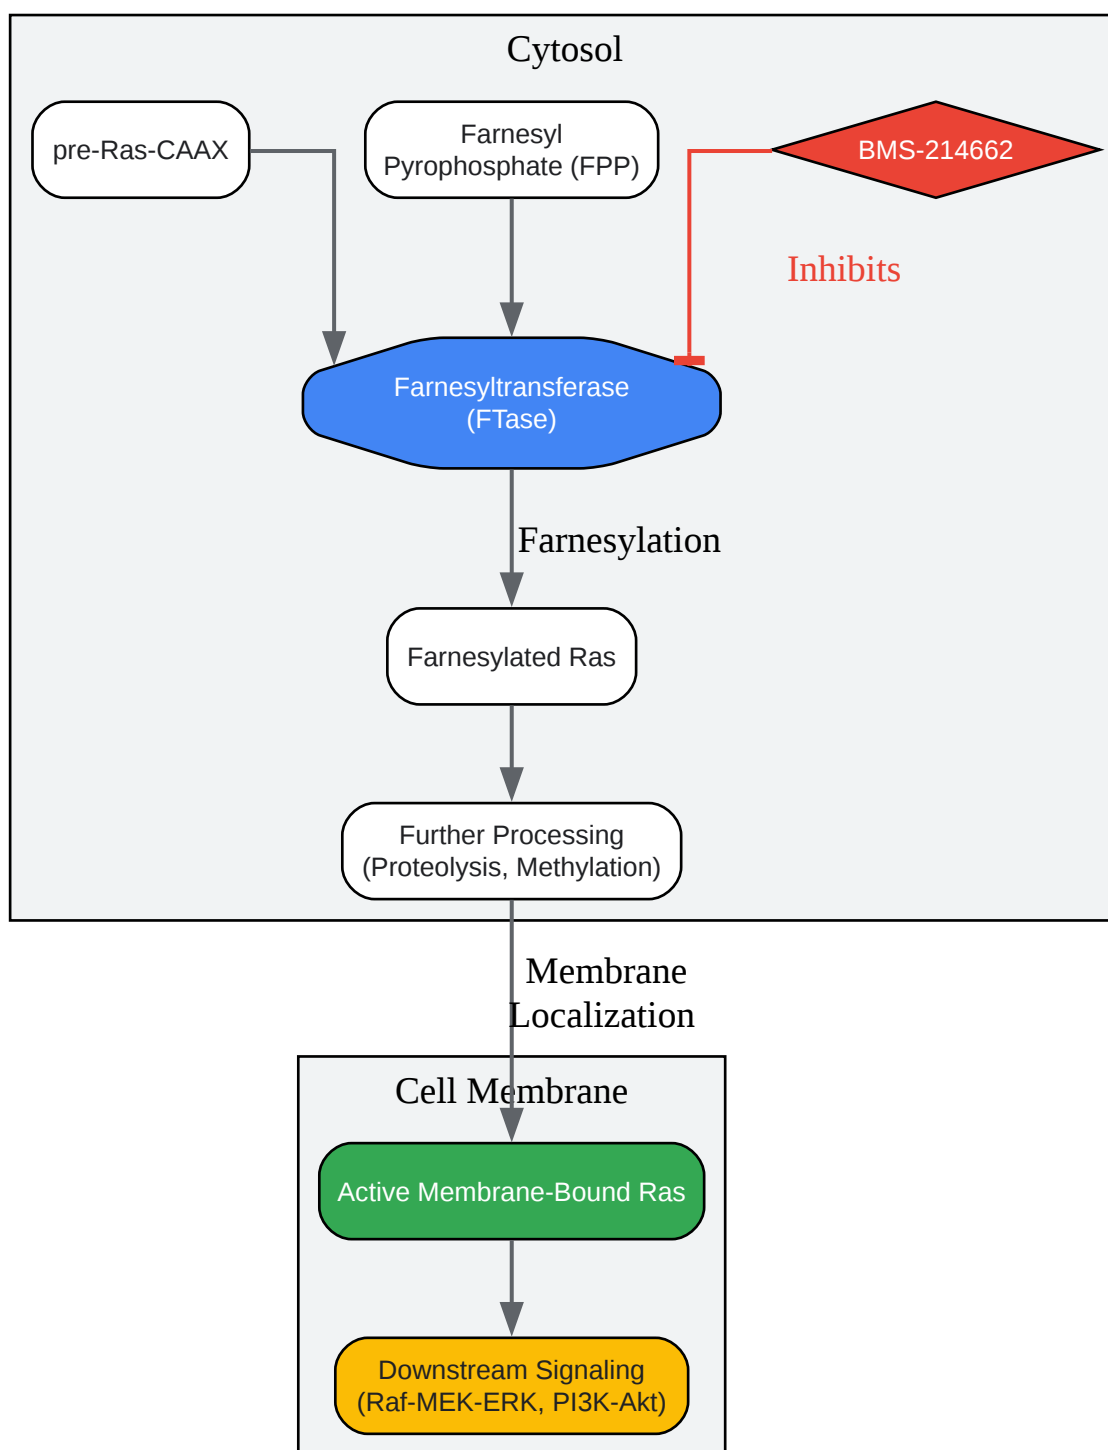 Cytosol
pre-Ras-CAAX
Farnesyl
Pyrophosphate (FPP)
BMS-214662
Inhibits
Farnesyltransferase
(FTase)
Farnesylation
Farnesylated Ras
Further Processing
(Proteolysis, Methylation)
Membrane
Localization
Cell Membrane
Active Membrane-Bound Ras
Downstream Signaling
(Raf-MEK-ERK, PI3K-Akt)